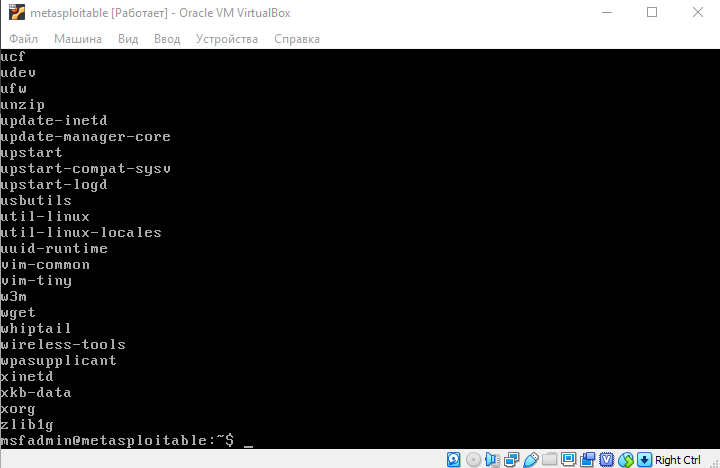 metasploitable [Работает] - Oracle VM VirtualBox
Файл Машина Вид Ввод Устройства Справка
ucf
udev
ufw
unzip
update-inetd
update-manager-core
upstart
upstart-compat-sysv
upstart-logd
usbutils
util-linux
util-linux-locales
uuid-runtime
vim-common
vim-tiny
w3m
wget
whiptail
wireless-tools
wpasupplicant
xinetd
xkb-data
xorg
zlib1g
msfadmin@metasploitable:~$ _
Right Ctrl